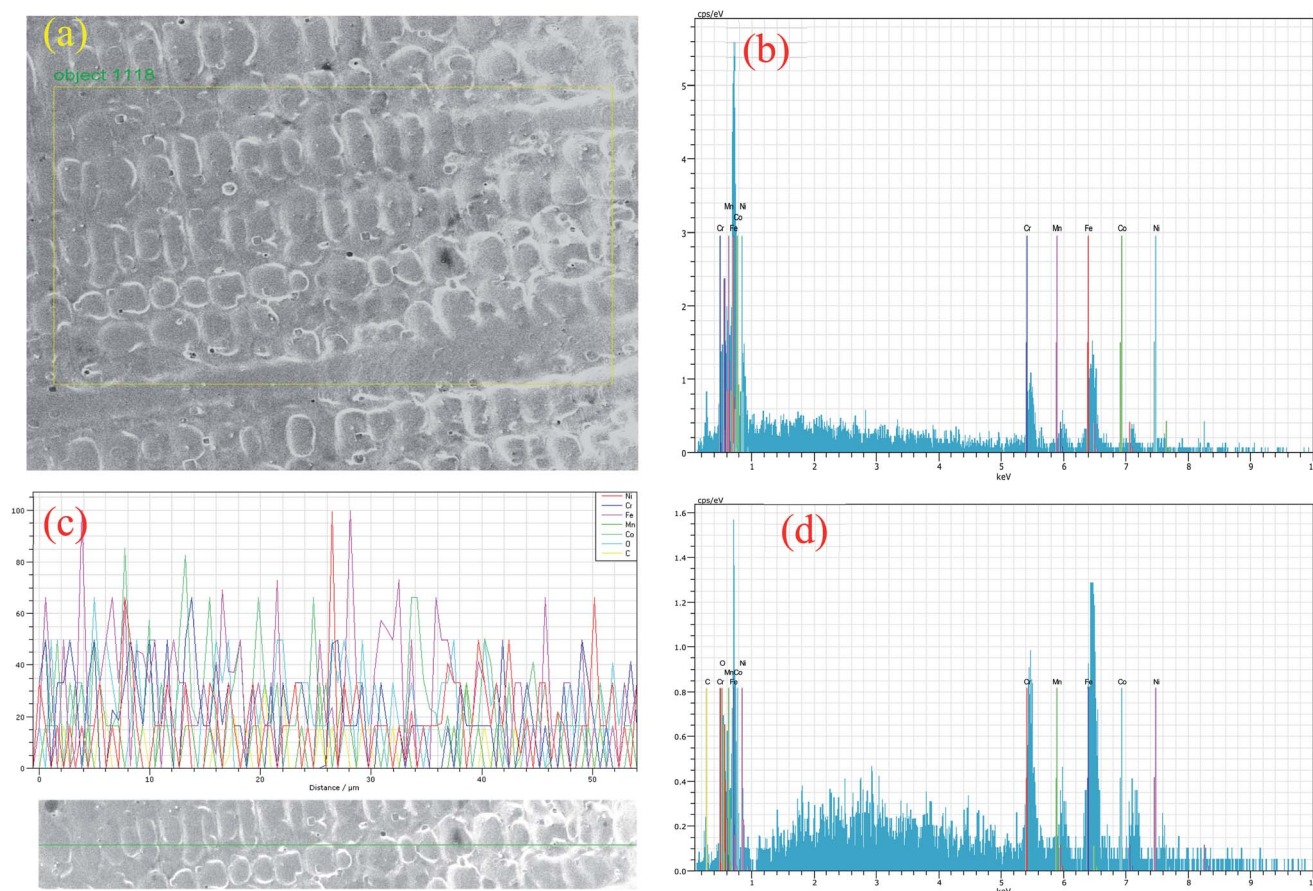 (a)
object 1118
cps/eV
(b)
5
4
3
2
1
0
Mn Ni
Co
Cr Fe
Cr Mn Fe Co Ni
1 2 3 4 5 6 7 8 9 10
keV
(c)
100
80
60
40
20
0
Ni
Cr
Fe
Mn
Co
O
C
0 10 20 30 40 50
Distance / µm
cps/eV
(d)
1.6
1.4
1.2
1.0
0.8
0.6
0.4
0.2
0.0
O Ni
MnCo
C Cr Fe
Cr Mn Fe Co Ni
1 2 3 4 5 6 7 8 9 10
keV